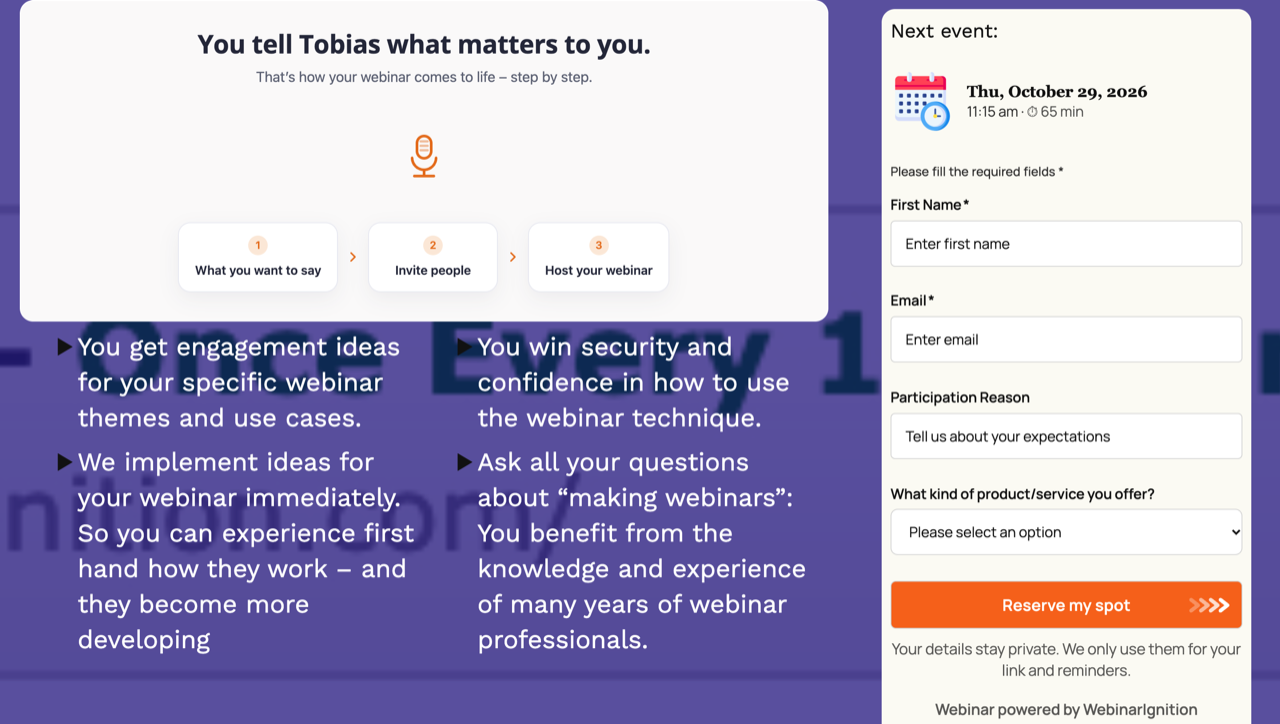 You tell Tobias what matters to you.
That's how your webinar comes to life – step by step.
1
What you want to say
2
Invite people
3
Host your webinar
- Once Every 1
nition.com/
You get engagement ideas
for your specific webinar
themes and use cases.
We implement ideas for
your webinar immediately.
So you can experience first
hand how they work – and
they become more
developing
You win security and
confidence in how to use
the webinar technique.
Ask all your questions
about “making webinars”:
You benefit from the
knowledge and experience
of many years of webinar
professionals.
Next event:
Thu, October 29, 2026
11:15 am · ⏱ 65 min
Please fill the required fields *
First Name*
Enter first name
Email*
Enter email
Participation Reason
Tell us about your expectations
What kind of product/service you offer?
Please select an option
Reserve my spot
Your details stay private. We only use them for your
link and reminders.
Webinar powered by WebinarIgnition